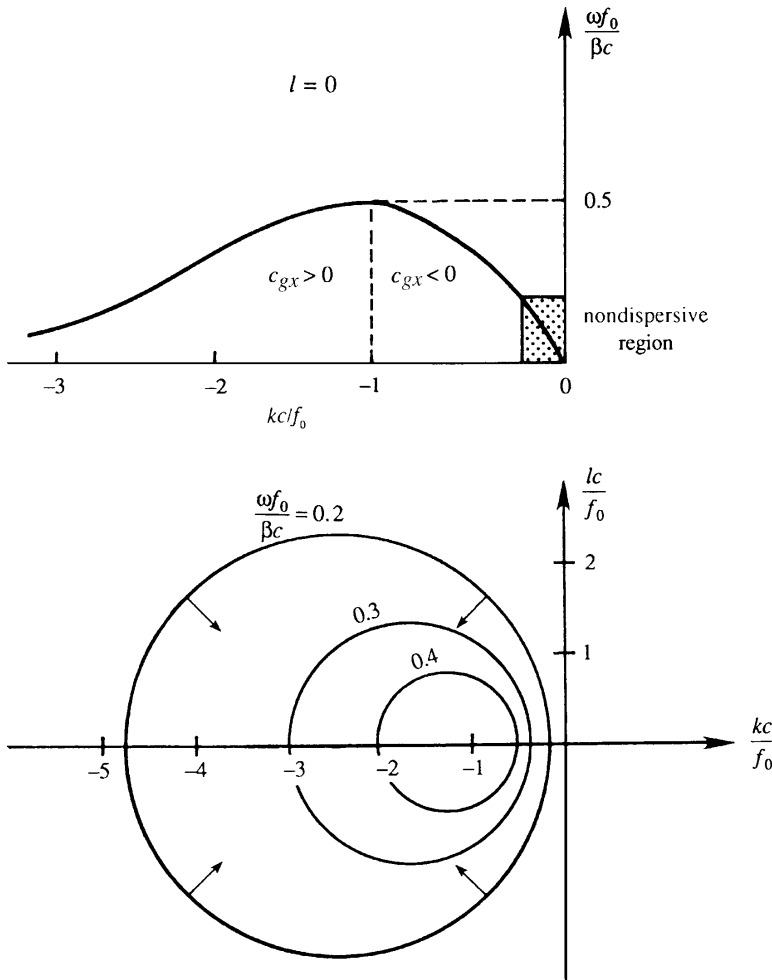 ωf₀
βc
l = 0
0.5
c_gx > 0
c_gx < 0
nondispersive
region
–3
–2
–1
0
kc/f₀
lc
f₀
ωf₀
βc = 0.2
2
0.3
1
0.4
kc
f₀
–5
–4
–3
–2
–1